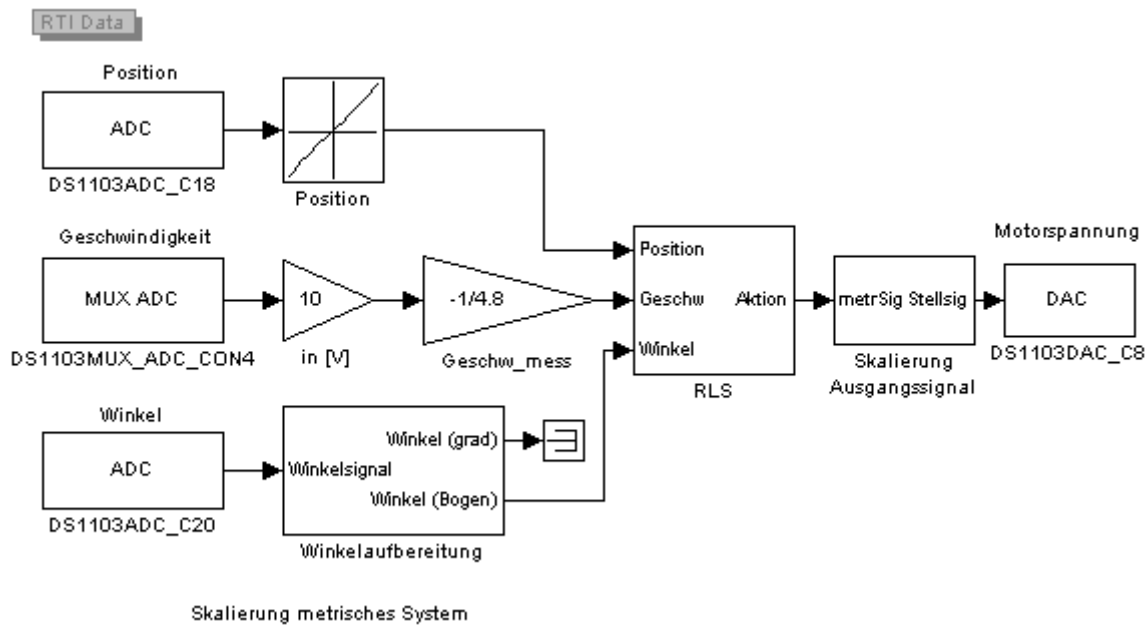 RTI Data
Position
ADC
DS1103ADC_C18
Position
Geschwindigkeit
MUX ADC
DS1103MUX_ADC_CON4
10
in [V]
-1/4.8
Geschw_mess
Winkel
ADC
DS1103ADC_C20
Winkelsignal
Winkel (grad)
Winkel (Bogen)
Winkelaufbereitung
Position
Geschw
Winkel
Aktion
RLS
metrSig Stellsig
Skalierung
Ausgangssignal
Motorspannung
DAC
DS1103DAC_C8
Skalierung metrisches System